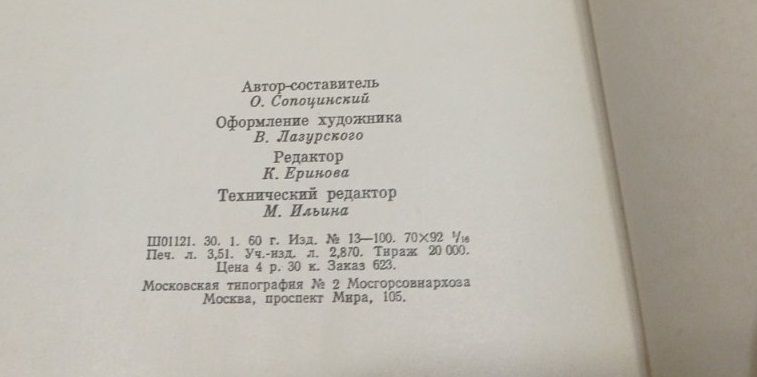 Автор-составитель
О. Сопоцинский
Оформление художника
В. Лазурского
Редактор
К. Еринова
Технический редактор
М. Ильина
Ш01121. 30. 1. 60 г. Изд. № 13—100. 70×92 1/16
Печ. л. 3,51. Уч.-изд. л. 2,870. Тираж 20 000.
Цена 4 р. 30 к. Заказ 623.
Московская типография № 2 Мосгорсовнархоза
Москва, проспект Мира, 105.